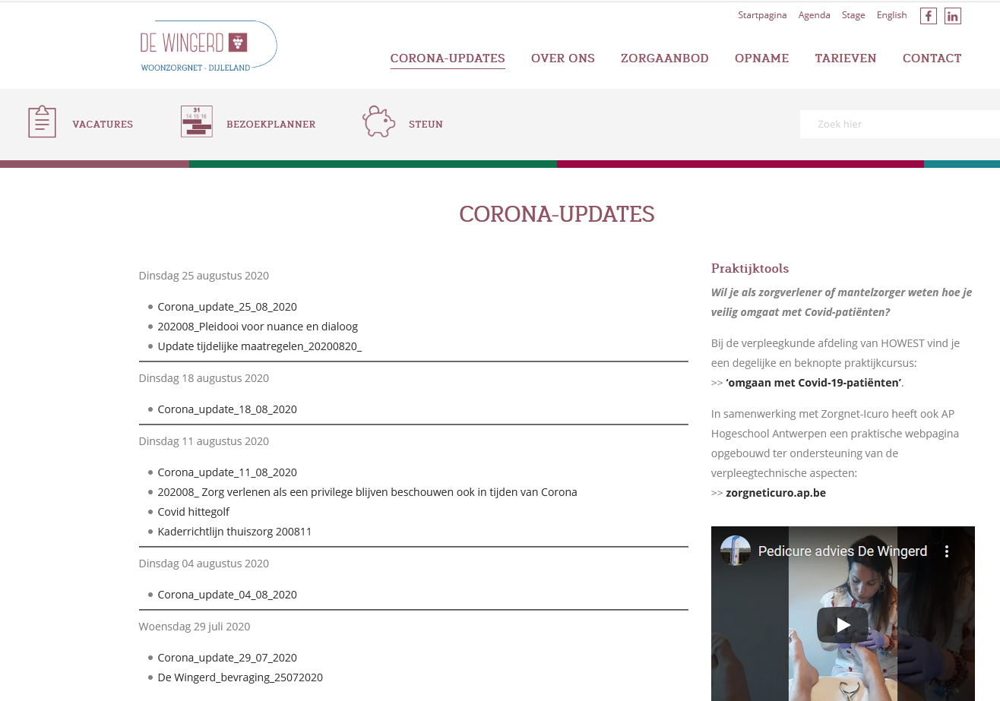 Startpagina Agenda Stage English
DE WINGERD
WOONZORGNET - DIJLELAND
CORONA-UPDATES OVER ONS ZORGAANBOD OPNAME TARIEVEN CONTACT
VACATURES
31
14 15 16
BEZOEKPLANNER
STEUN
Zoek hier
CORONA-UPDATES
Dinsdag 25 augustus 2020
Corona_update_25_08_2020
202008_Pleidooi voor nuance en dialoog
Update tijdelijke maatregelen_20200820_
Dinsdag 18 augustus 2020
Corona_update_18_08_2020
Dinsdag 11 augustus 2020
Corona_update_11_08_2020
202008_ Zorg verlenen als een privilege blijven beschouwen ook in tijden van Corona
Covid hittegolf
Kaderrichtlijn thuiszorg 200811
Dinsdag 04 augustus 2020
Corona_update_04_08_2020
Woensdag 29 juli 2020
Corona_update_29_07_2020
De Wingerd_bevraging_25072020
Praktijktools
Wil je als zorgverlener of mantelzorger weten hoe je
veilig omgaat met Covid-patiënten?
Bij de verpleegkunde afdeling van HOWEST vind je
een degelijke en beknopte praktijkcursus:
>> ‘omgaan met Covid-19-patiënten’.
In samenwerking met Zorgnet-Icuro heeft ook AP
Hogeschool Antwerpen een praktische webpagina
opgebouwd ter ondersteuning van de
verpleegtechnische aspecten:
>> zorgneticuro.ap.be
Pedicure advies De Wingerd